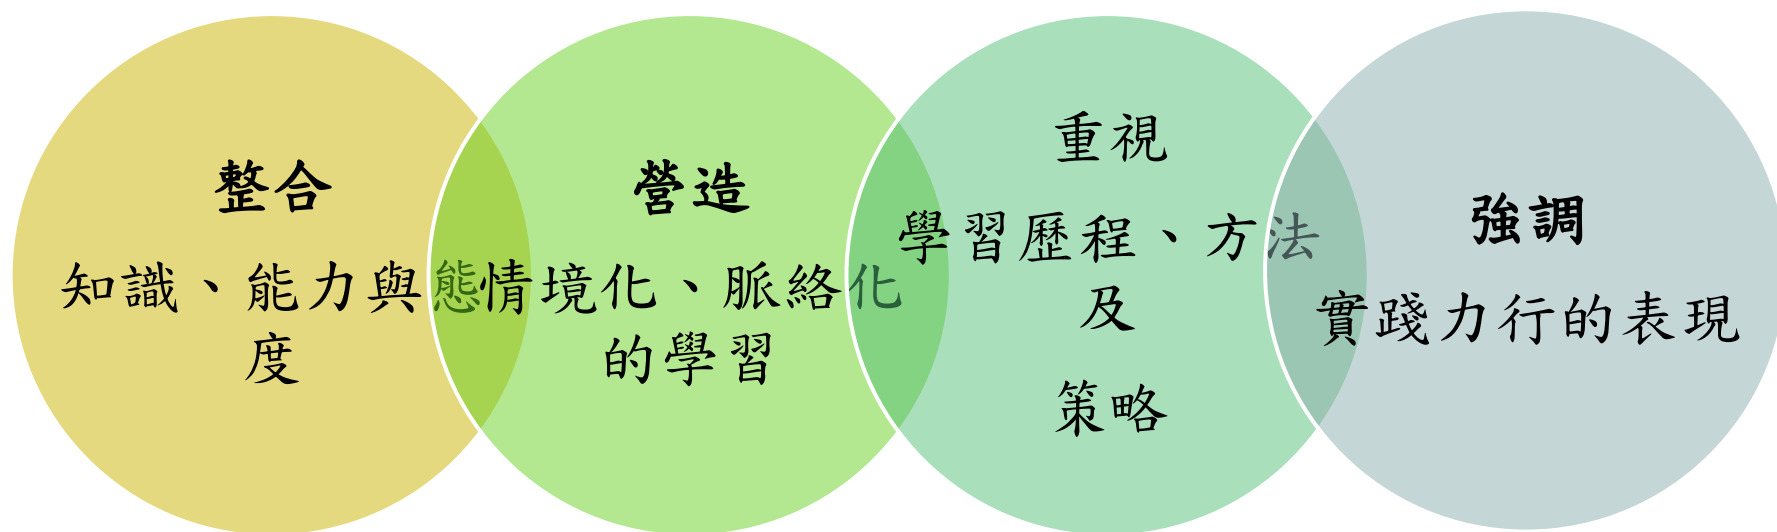 整合
知識、能力與態
度
營造
情境化、脈絡化
的學習
重視
學習歷程、方法
及
策略
強調
實踐力行的表現